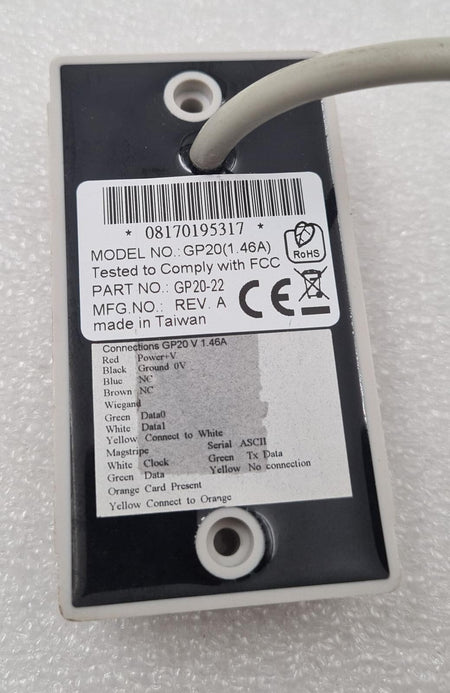 * 08170195317 *
MODEL NO.: GP20(1.46A)
Tested to Comply with FCC
PART NO.: GP20-22
MFG.NO.: REV. A
made in Taiwan
RoHS
CE
Connections GP20 V 1.46A
Red Power+V
Black Ground 0V
Blue NC
Brown NC
Wiegand
Green Data0
White Data1
Yellow Connect to White
Magstripe Serial ASCII
White Clock Green Tx Data
Green Data Yellow No connection
Orange Card Present
Yellow Connect to Orange